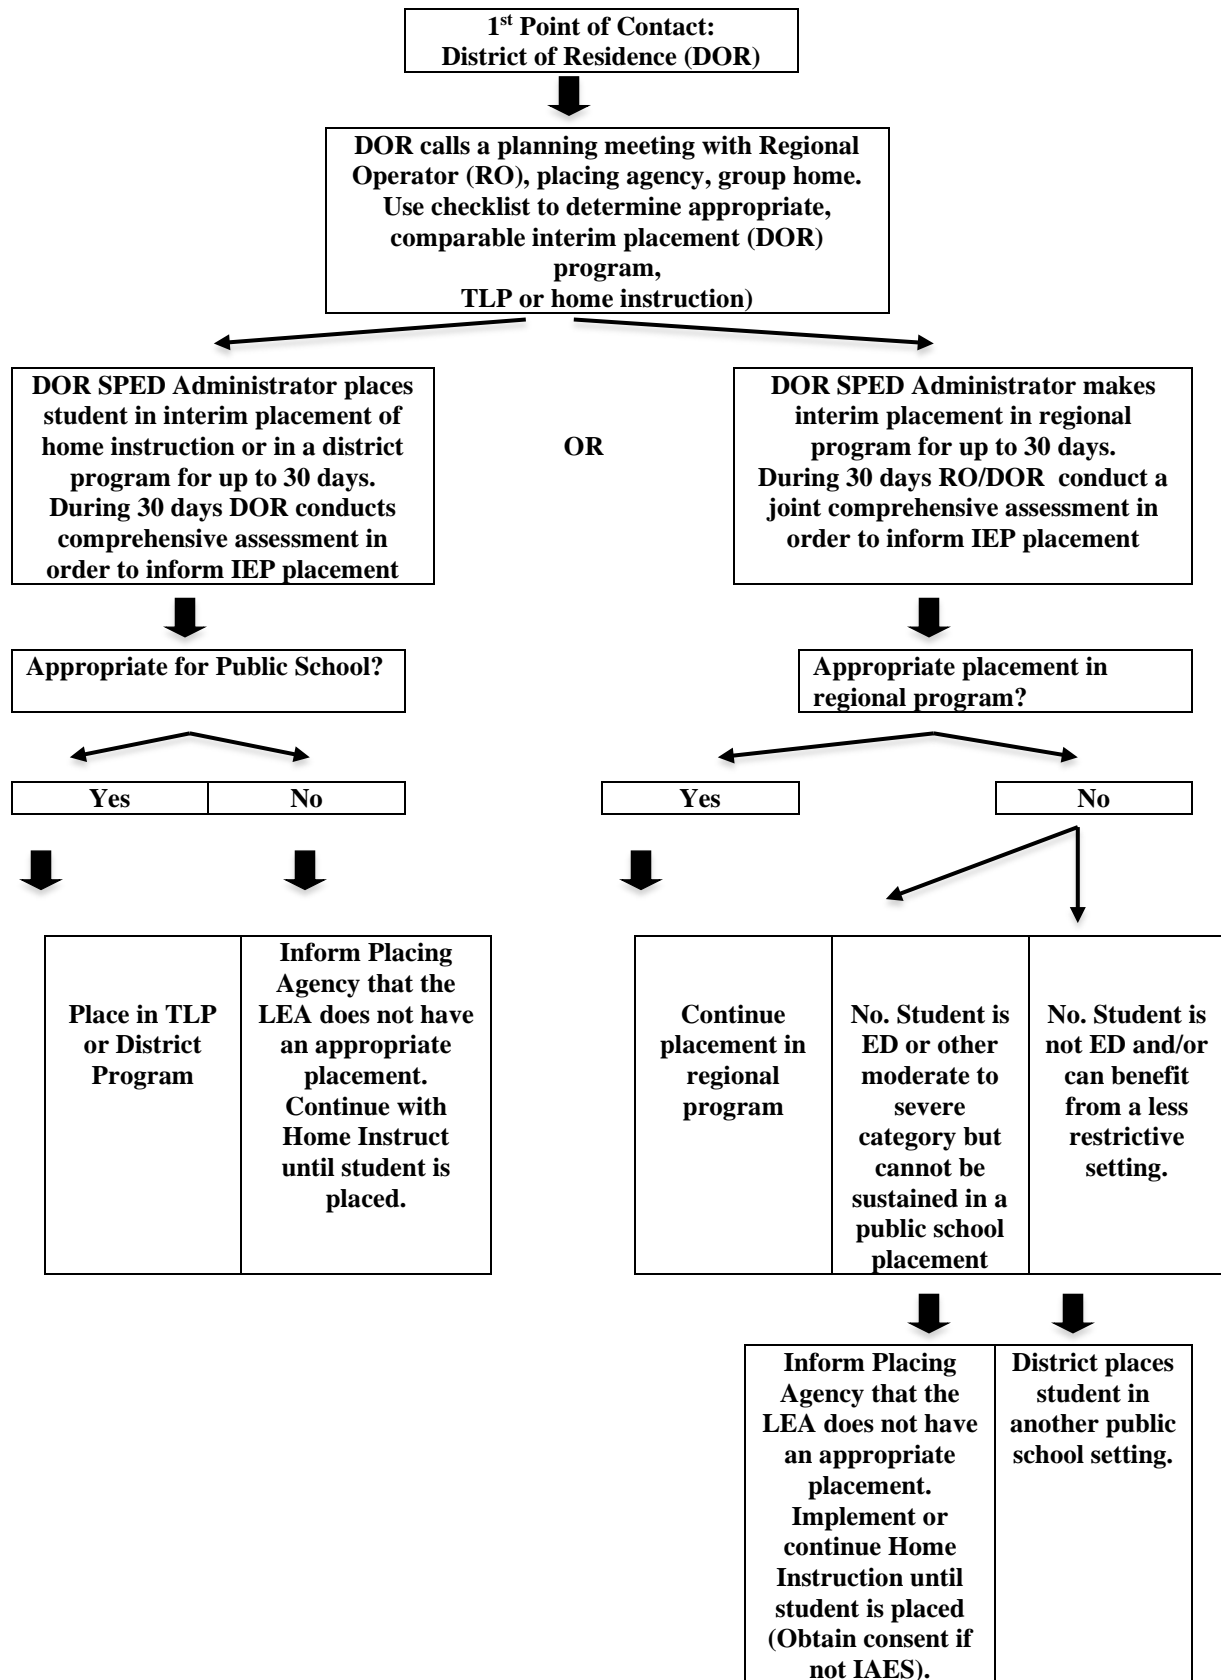 1st Point of Contact:
District of Residence (DOR)
DOR calls a planning meeting with Regional
Operator (RO), placing agency, group home.
Use checklist to determine appropriate,
comparable interim placement (DOR)
program,
TLP or home instruction)
DOR SPED Administrator places
student in interim placement of
home instruction or in a district
program for up to 30 days.
During 30 days DOR conducts
comprehensive assessment in
order to inform IEP placement
OR
DOR SPED Administrator makes
interim placement in regional
program for up to 30 days.
During 30 days RO/DOR conduct a
joint comprehensive assessment in
order to inform IEP placement
Appropriate for Public School?
Appropriate placement in
regional program?
Yes
No
Yes
No
Place in TLP
or District
Program
Inform Placing
Agency that the
LEA does not have
an appropriate
placement.
Continue with
Home Instruct
until student is
placed.
Continue
placement in
regional
program
No. Student is
ED or other
moderate to
severe
category but
cannot be
sustained in a
public school
placement
No. Student is
not ED and/or
can benefit
from a less
restrictive
setting.
Inform Placing
Agency that the
LEA does not have
an appropriate
placement.
Implement or
continue Home
Instruction until
student is placed
(Obtain consent if
not IAES).
District places
student in
another public
school setting.